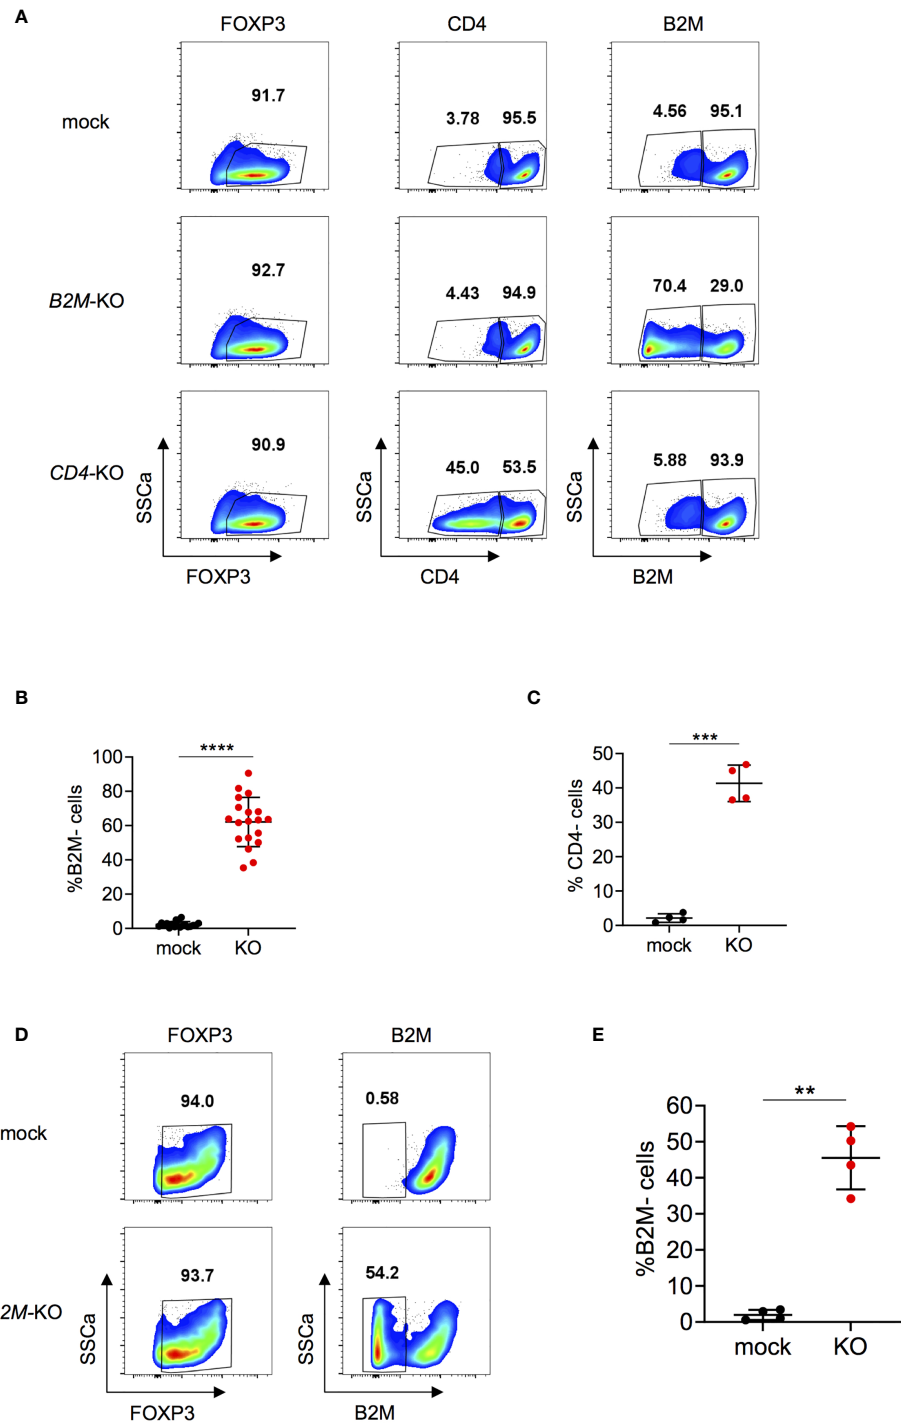 A
FOXP3 CD4 B2M
mock
91.7
3.78 95.5
4.56 95.1
B2M-KO
92.7
4.43 94.9
70.4 29.0
CD4-KO
90.9
45.0 53.5
5.88 93.9
SSCa SSCa SSCa
FOXP3 CD4 B2M
B
****
%B2M- cells
100
80
60
40
20
0
mock KO
C
***
% CD4- cells
50
40
30
20
10
0
mock KO
D
FOXP3 B2M
mock
94.0
0.58
2M-KO
93.7
54.2
SSCa SSCa
FOXP3 B2M
E
**
%B2M- cells
60
50
40
30
20
10
0
mock KO